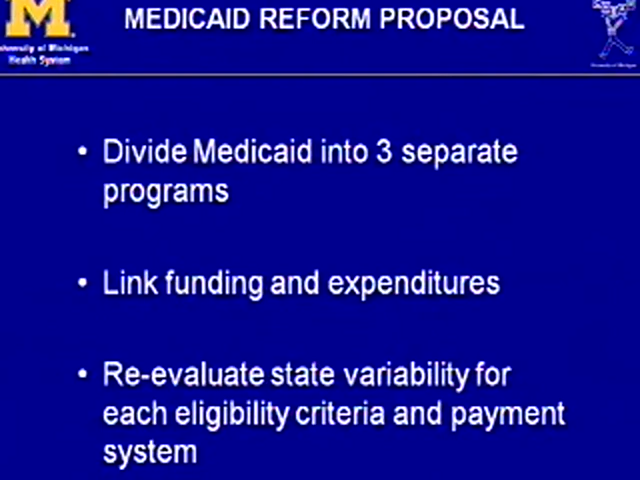 MEDICAID REFORM PROPOSAL
M
University of Michigan
Health System
• Divide Medicaid into 3 separate
programs
• Link funding and expenditures
• Re-evaluate state variability for
each eligibility criteria and payment
system